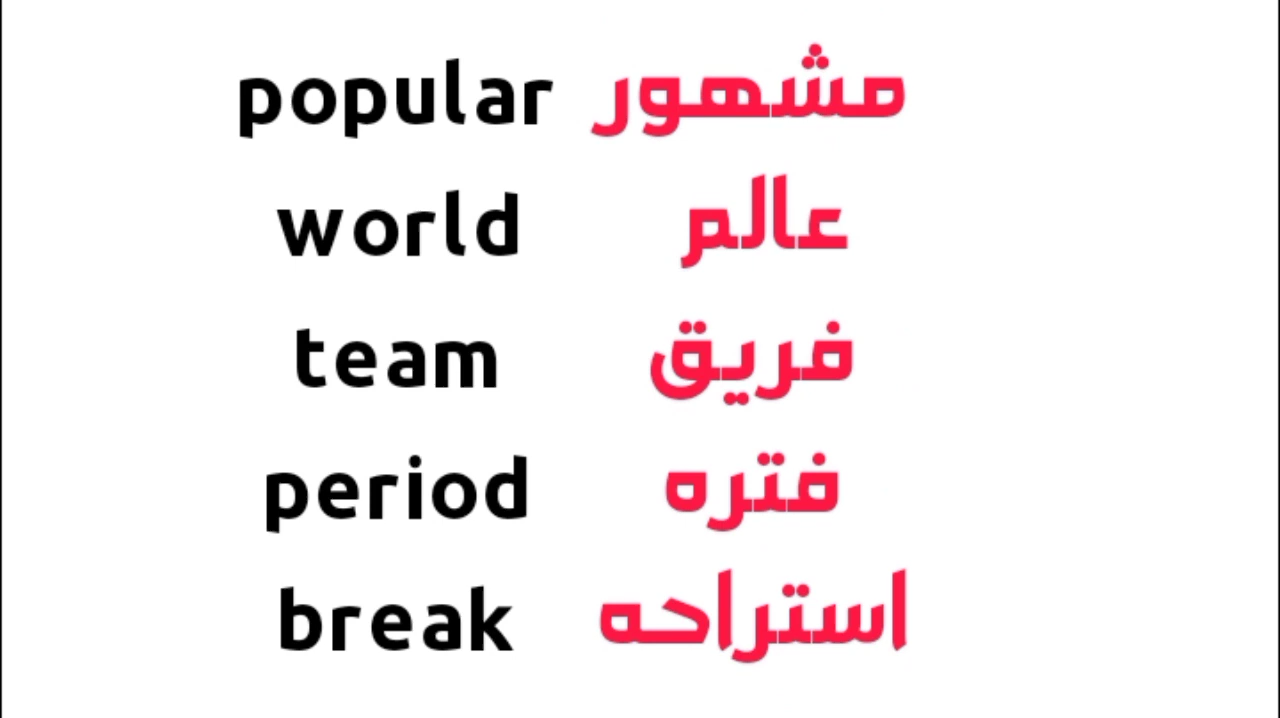 popular مشهور
world عالم
team فريق
period فتره
break استراحه